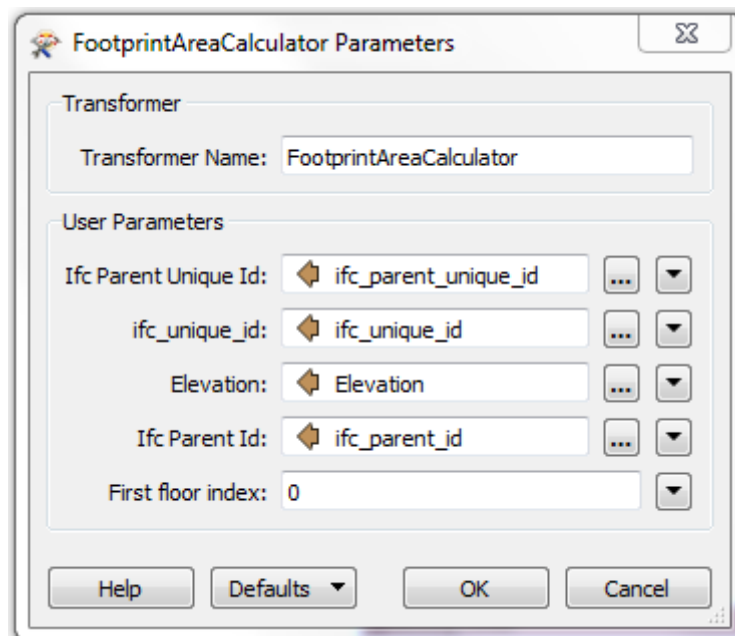 FootprintAreaCalculator Parameters
Transformer
Transformer Name: FootprintAreaCalculator
User Parameters
Ifc Parent Unique Id: ifc_parent_unique_id ...
ifc_unique_id: ifc_unique_id ...
Elevation: Elevation ...
Ifc Parent Id: ifc_parent_id ...
First floor index: 0
Help Defaults OK Cancel